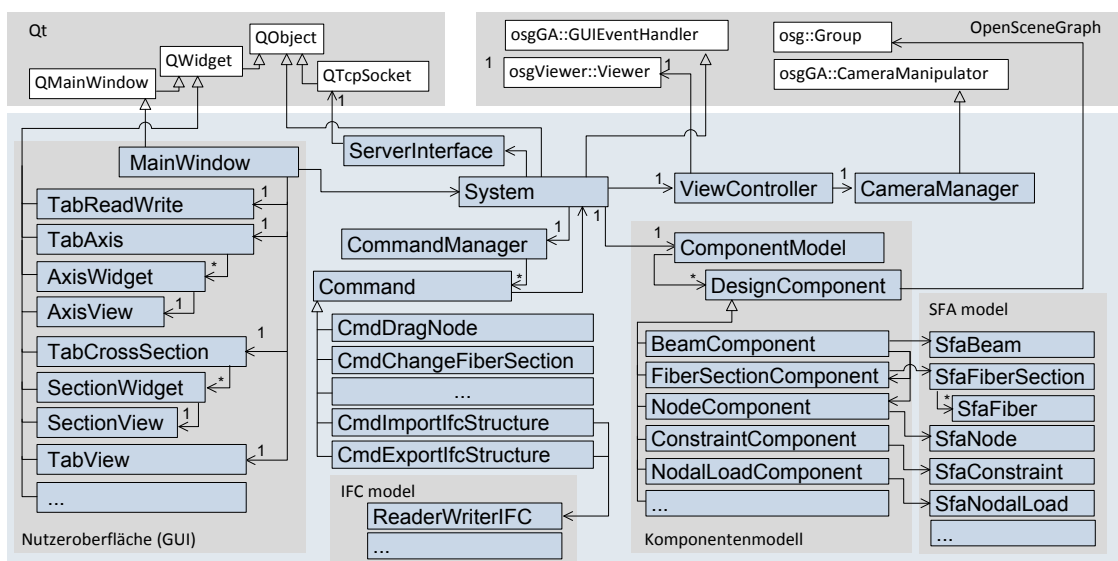 Qt
QObject
QWidget
QMainWindow
QTcpSocket
1
OpenSceneGraph
osgGA::GUIEventHandler
osg::Group
1
osgViewer::Viewer
1
osgGA::CameraManipulator
MainWindow
TabReadWrite
1
TabAxis
1
AxisWidget
*
AxisView
1
TabCrossSection
1
SectionWidget
*
SectionView
1
TabView
1
...
Nutzeroberfläche (GUI)
ServerInterface
System
1
ViewController
1
CameraManager
1
CommandManager
1
Command
*
CmdDragNode
CmdChangeFiberSection
...
CmdImportIfcStructure
CmdExportIfcStructure
IFC model
ReaderWriterIFC
...
1
ComponentModel
*
DesignComponent
BeamComponent
FiberSectionComponent
NodeComponent
ConstraintComponent
NodalLoadComponent
...
Komponentenmodell
SFA model
SfaBeam
SfaFiberSection
*
SfaFiber
SfaNode
SfaConstraint
SfaNodalLoad
...